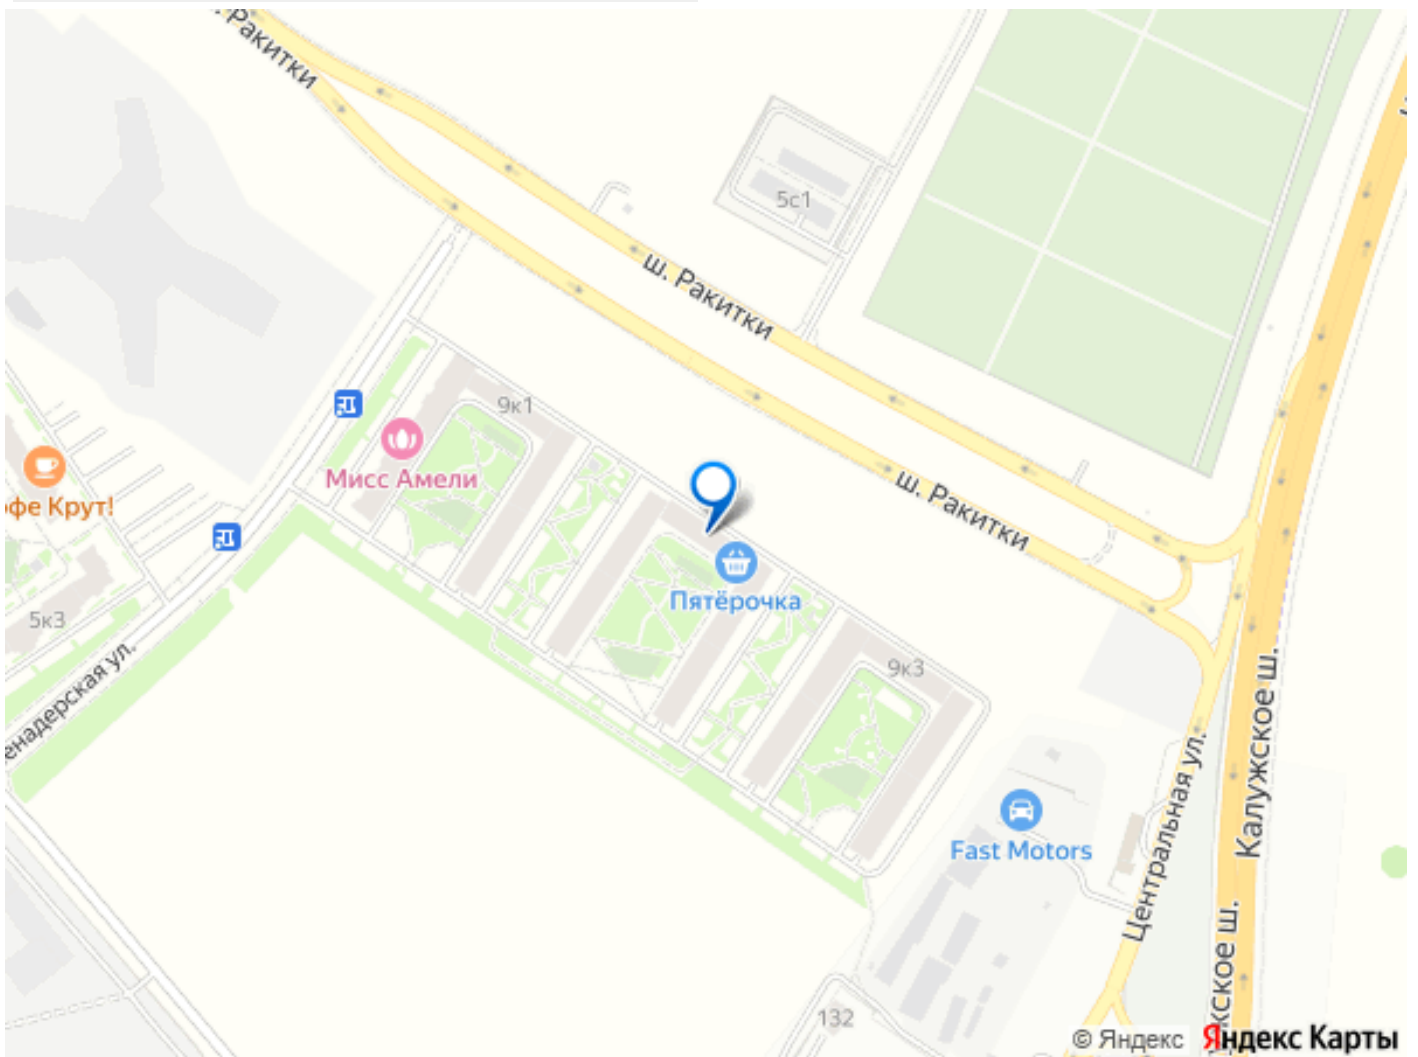 Ракитки
5с1
ш. Ракитки
9к1
Мисс Амели
офе Крут!
ш. Ракитки
Пятёрочка
5к3
9к3
енадерская ул.
Калужское ш.
Центральная ул.
Fast Motors
жское ш.
132
© Яндекс
Яндекс Карты